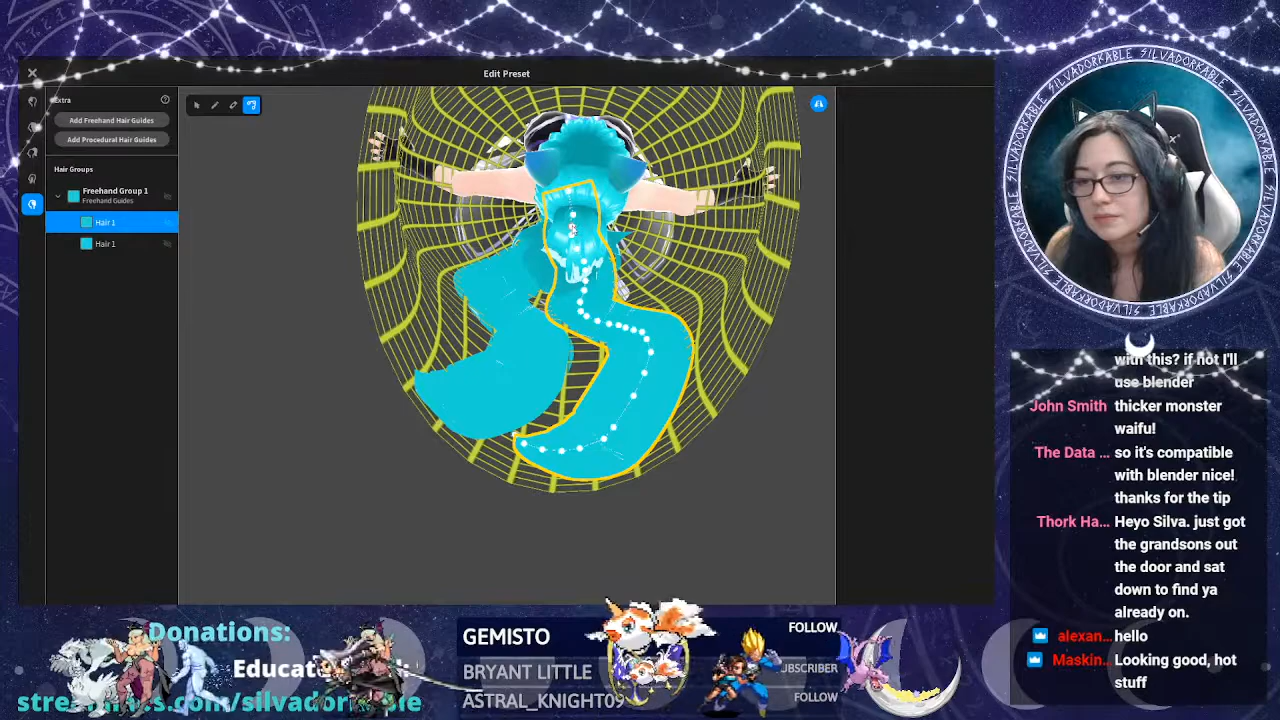 Edit Preset
Extra
Add Freehand Hair Guides
Add Procedural Hair Guides
Hair Groups
Freehand Group 1
Freehand Guides
Hair 1
Hair 1
SILVADORKABLE
SILVADORKABLE
with this? if not I'll
use blender
John Smith thicker monster
waifu!
The Data ... so it's compatible
with blender nice!
thanks for the tip
Thork Ha... Heyo Silva. just got
the grandsons out
the door and sat
down to find ya
already on.
alexan... hello
Maskin... Looking good, hot
stuff
Donations:
Educat
GEMISTO FOLLOW
BRYANT LITTLE UBSCRIBER
ASTRAL_KNIGHT09 FOLLOW